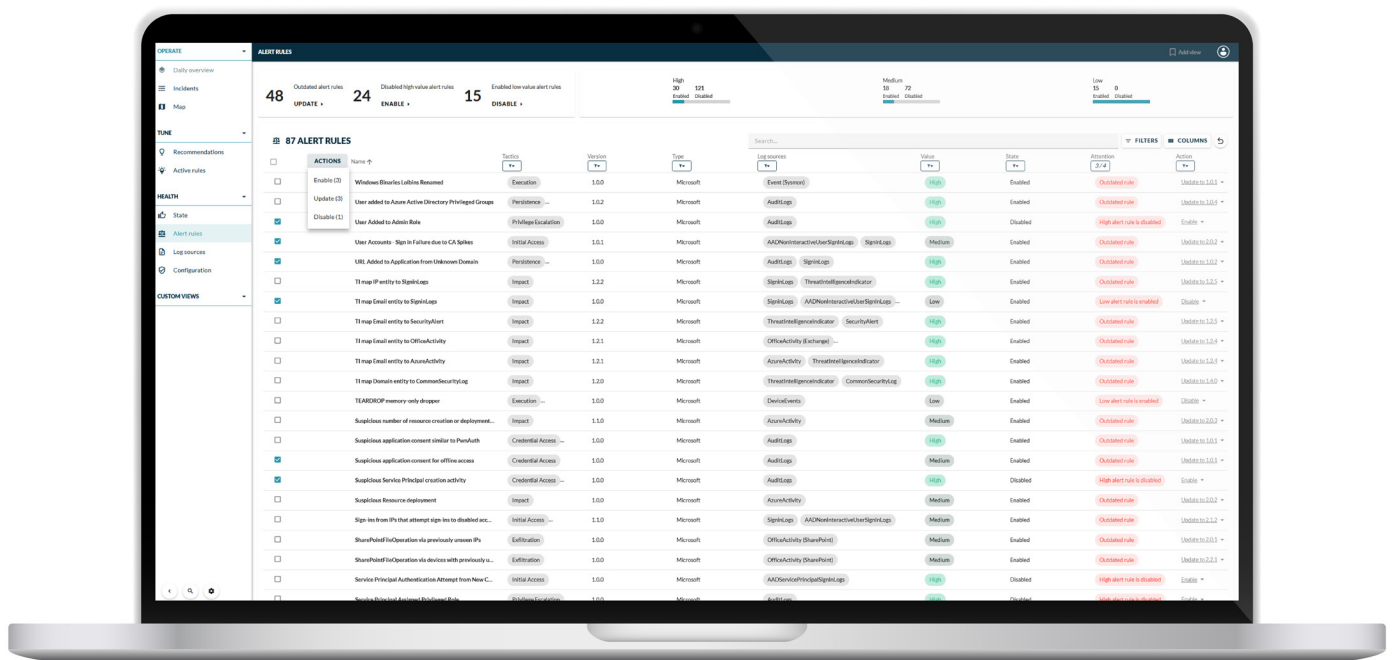 OPERATE
Daily overview
Incidents
Map
TUNE
Recommendations
Active rules
HEALTH
State
Alert rules
Log sources
Configuration
CUSTOM VIEWS
ALERT RULES
Add view
48 Outdated alert rules
UPDATE
24 Disabled high value alert rules
ENABLE
15 Enabled low value alert rules
DISABLE
High
30 121
Enabled Disabled
Medium
18 72
Enabled Disabled
Low
15 0
Enabled Disabled
87 ALERT RULES
Search...
FILTERS
COLUMNS
ACTIONS
Enable (3)
Update (3)
Disable (1)
Name Tactics Version Type Log sources Value State Attention Action
3/4
Windows Binaries Lolbins Renamed Execution 1.0.0 Microsoft Event (Sysmon) High Enabled Outdated rule Update to 1.0.1
User added to Azure Active Directory Privileged Groups Persistence ... 1.0.2 Microsoft AuditLogs High Enabled Outdated rule Update to 1.0.4
User Added to Admin Role Privilege Escalation 1.0.0 Microsoft AuditLogs High Disabled High alert rule is disabled Enable
User Accounts - Sign in Failure due to CA Spikes Initial Access 1.0.1 Microsoft AADNonInteractiveUserSignInLogs SigninLogs Medium Enabled Outdated rule Update to 2.0.2
URL Added to Application from Unknown Domain Persistence ... 1.0.0 Microsoft AuditLogs SigninLogs High Enabled Outdated rule Update to 1.0.2
TI map IP entity to SigninLogs Impact 1.2.2 Microsoft SigninLogs ThreatIntelligenceIndicator High Enabled Outdated rule Update to 1.2.5
TI map Email entity to SigninLogs Impact 1.0.0 Microsoft SigninLogs AADNonInteractiveUserSignInLogs ... Low Enabled Low alert rule is enabled Disable
TI map Email entity to SecurityAlert Impact 1.2.2 Microsoft ThreatIntelligenceIndicator SecurityAlert High Enabled Outdated rule Update to 1.2.5
TI map Email entity to OfficeActivity Impact 1.2.1 Microsoft OfficeActivity (Exchange) ... High Enabled Outdated rule Update to 1.2.4
TI map Email entity to AzureActivity Impact 1.2.1 Microsoft AzureActivity ThreatIntelligenceIndicator High Enabled Outdated rule Update to 1.2.4
TI map Domain entity to CommonSecurityLog Impact 1.2.0 Microsoft ThreatIntelligenceIndicator CommonSecurityLog High Enabled Outdated rule Update to 1.4.0
TEARDROP memory-only dropper Execution ... 1.0.0 Microsoft DeviceEvents Low Enabled Low alert rule is enabled Disable
Suspicious number of resource creation or deployment... Impact 1.1.0 Microsoft AzureActivity Medium Enabled Outdated rule Update to 2.0.3
Suspicious application consent similar to PwnAuth Credential Access ... 1.0.0 Microsoft AuditLogs High Enabled Outdated rule Update to 1.0.1
Suspicious application consent for offline access Credential Access 1.0.0 Microsoft AuditLogs Medium Enabled Outdated rule Update to 1.0.1
Suspicious Service Principal creation activity Credential Access ... 1.0.0 Microsoft AuditLogs High Disabled High alert rule is disabled Enable
Suspicious Resource deployment Impact 1.0.0 Microsoft AzureActivity Medium Enabled Outdated rule Update to 2.0.2
Sign-ins from IPs that attempt sign-ins to disabled acc... Initial Access ... 1.1.0 Microsoft SigninLogs AADNonInteractiveUserSignInLogs Medium Enabled Outdated rule Update to 2.1.2
SharePointFileOperation via previously unseen IPs Exfiltration 1.0.0 Microsoft OfficeActivity (SharePoint) Medium Enabled Outdated rule Update to 2.0.1
SharePointFileOperation via devices with previously u... Exfiltration 1.0.0 Microsoft OfficeActivity (SharePoint) Medium Enabled Outdated rule Update to 2.2.1
Service Principal Authentication Attempt from New C... Initial Access 1.0.0 Microsoft AADServicePrincipalSignInLogs High Disabled High alert rule is disabled Enable
Service Principal Assigned Privileged Role Privilege Escalation 1.0.0 Microsoft AuditLogs High Disabled High alert rule is disabled Enable